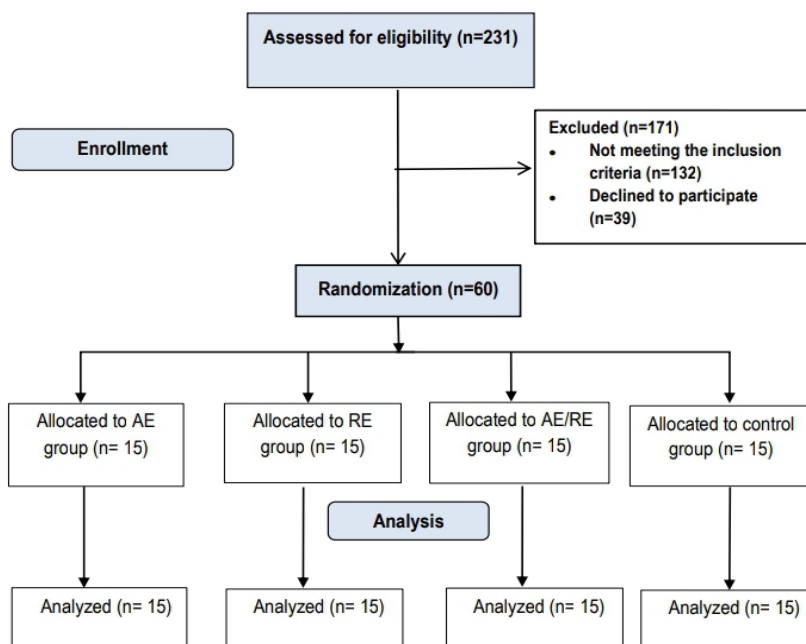 Assessed for eligibility (n=231)
Enrollment
Excluded (n=171)
• Not meeting the inclusion
criteria (n=132)
• Declined to participate
(n=39)
Randomization (n=60)
Allocated to AE
group (n= 15)
Allocated to RE
group (n= 15)
Allocated to AE/RE
group (n= 15)
Allocated to control
group (n= 15)
Analysis
Analyzed (n= 15)
Analyzed (n= 15)
Analyzed (n= 15)
Analyzed (n= 15)